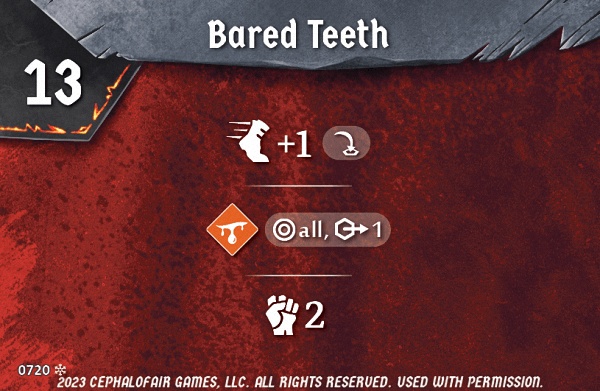 Bared Teeth
13
+1
all, 1
2
0720
2023 CEPHALOFAIR GAMES, LLC. ALL RIGHTS RESERVED. USED WITH PERMISSION.